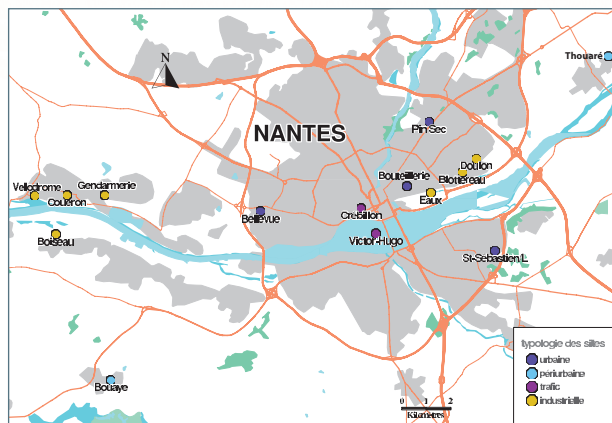 Thouaré
N
Pin Sec
NANTES
Doulon
Blottereau
Bouteillerie
Vélodrome
Gendarmerie
Couëron
Eaux
Bellevue
Crébillon
Victor-Hugo
Boiseau
St-Sébastien L.
typologie des sites
urbaine
périurbaine
trafic
industrielle
Bouaye
0 1 2
Kilomètres